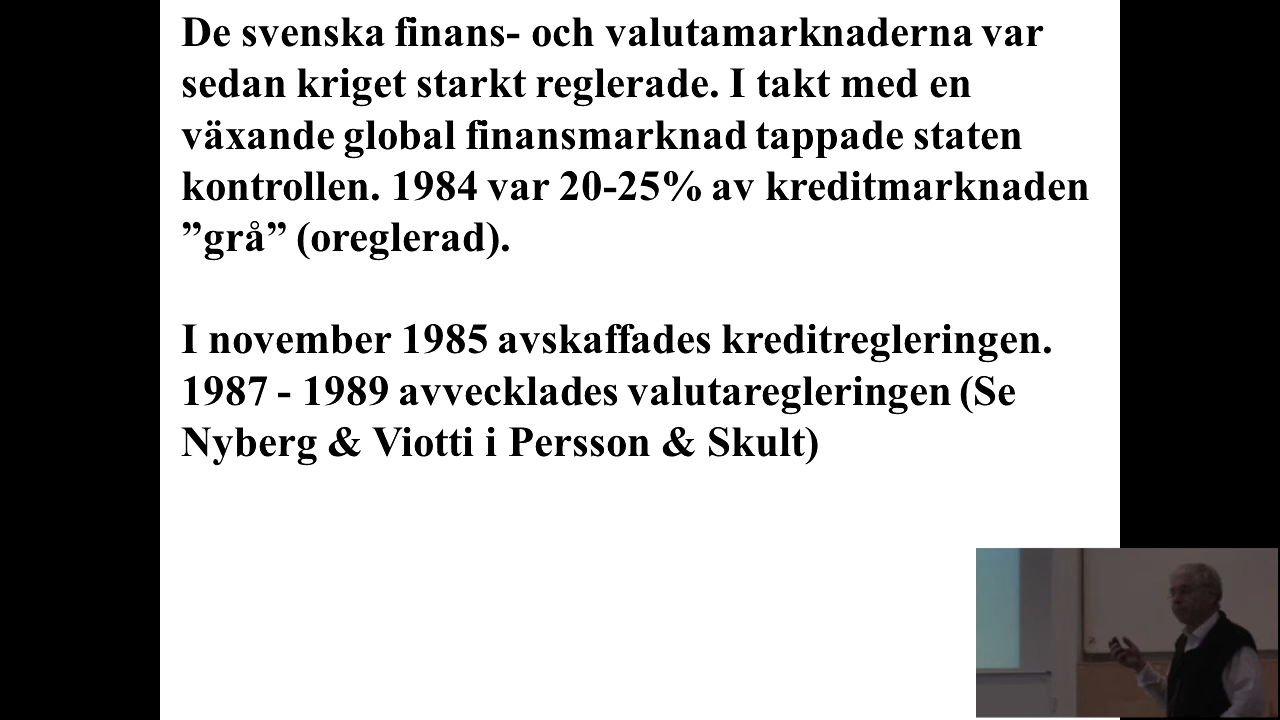 De svenska finans- och valutamarknaderna var
sedan kriget starkt reglerade. I takt med en
växande global finansmarknad tappade staten
kontrollen. 1984 var 20-25% av kreditmarknaden
”grå” (oreglerad).
I november 1985 avskaffades kreditregleringen.
1987 - 1989 avvecklades valutaregleringen (Se
Nyberg & Viotti i Persson & Skult)